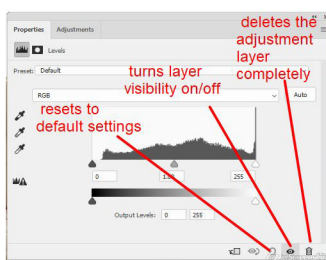 deletes the
adjustment
layer
completely
Properties
Adjustments
Levels
Preset: Default
turns layer
visibility on/off
RGB
Auto
resets to
default settings
0
1.00
255
Output Levels: 0 255